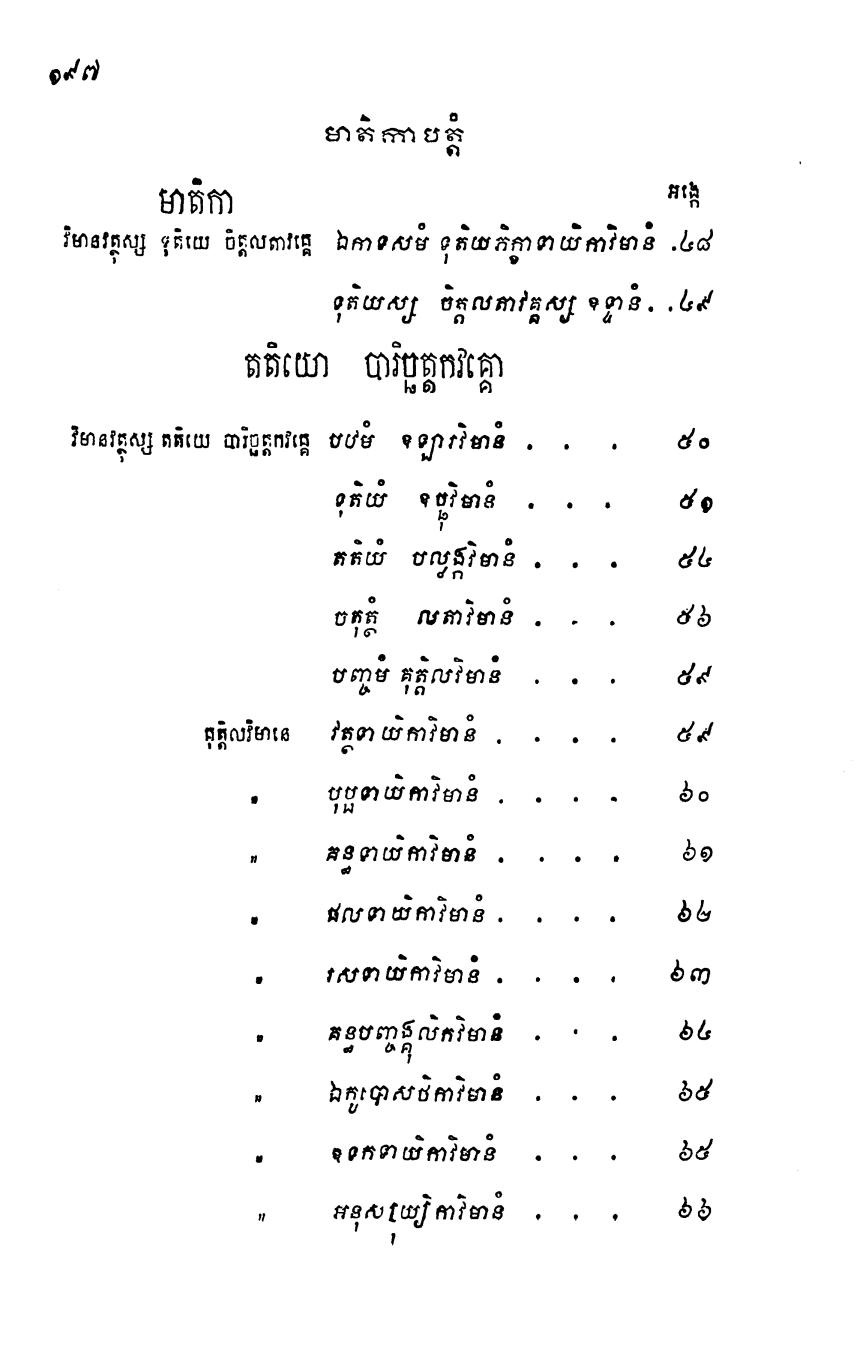 ១៩៧
មាតិកាបត្តំ
មាតិកា អង្កេ
វិមានវត្ថុស្ស ទុតិយេ ចិត្តលតាវគ្គេ ឯកាទសមំ ទុតិយភិក្ខាទាយិកាវិមានំ .៤៨
ទុតិយស្ស ចិត្តលតាវគ្គស្ស ឧទ្ទានំ. . ៤៩
តតិយោ បារិច្ឆត្តកវគ្គោ
វិមានវត្ថុស្ស តតិយេ បារិច្ឆត្តកវគ្គេ បឋមំ ឧឡារវិមានំ . . . ៥០
ទុតិយំ ឧច្ឆុវិមានំ . . . ៥១
តតិយំ បល្លង្កវិមានំ . . . ៥៤
ចតុត្ថំ លតាវិមានំ . . . ៥៦
បញ្ចមំ គុត្តិលវិមានំ . . . ៥៩
គុត្តិលវិមានេ វត្ថទាយិកាវិមានំ . . . . ៥៩
" បុប្ផទាយិកាវិមានំ . . . . ៦០
" គន្ធទាយិកាវិមានំ . . . . ៦១
" ផលទាយិកាវិមានំ . . . . ៦២
" រសទាយិកាវិមានំ . . . . ៦៣
" គន្ធបញ្ចង្គុលិកវិមានំ . . . ៦៤
" ឯកូបោសថិកាវិមានំ . . . ៦៥
" ឧទកទាយិកាវិមានំ . . . ៦៥
" អនុស្សុយ្យិកាវិមានំ . . . ៦៦